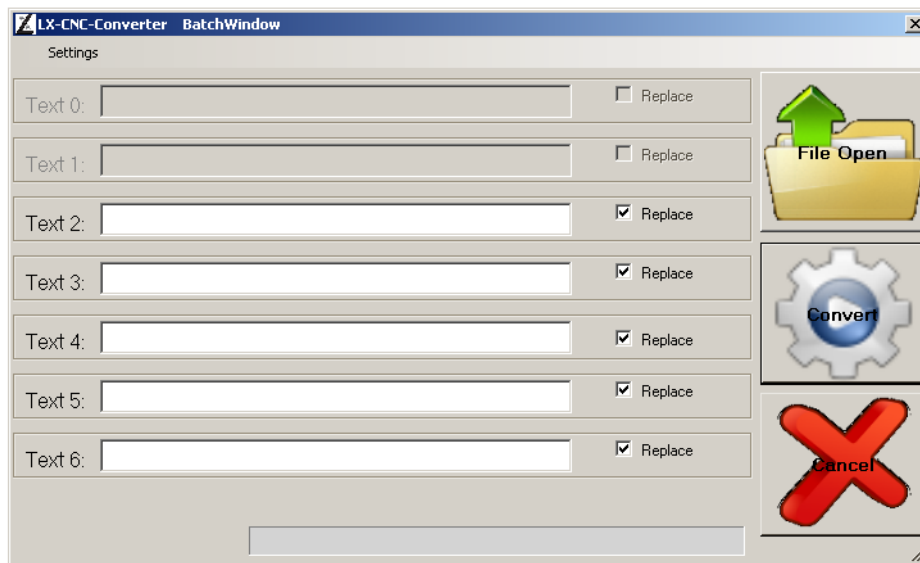 LX-CNC-Converter BatchWindow
Settings
Text 0: Replace
Text 1: Replace
Text 2: Replace
Text 3: Replace
Text 4: Replace
Text 5: Replace
Text 6: Replace
File Open
Convert
Cancel